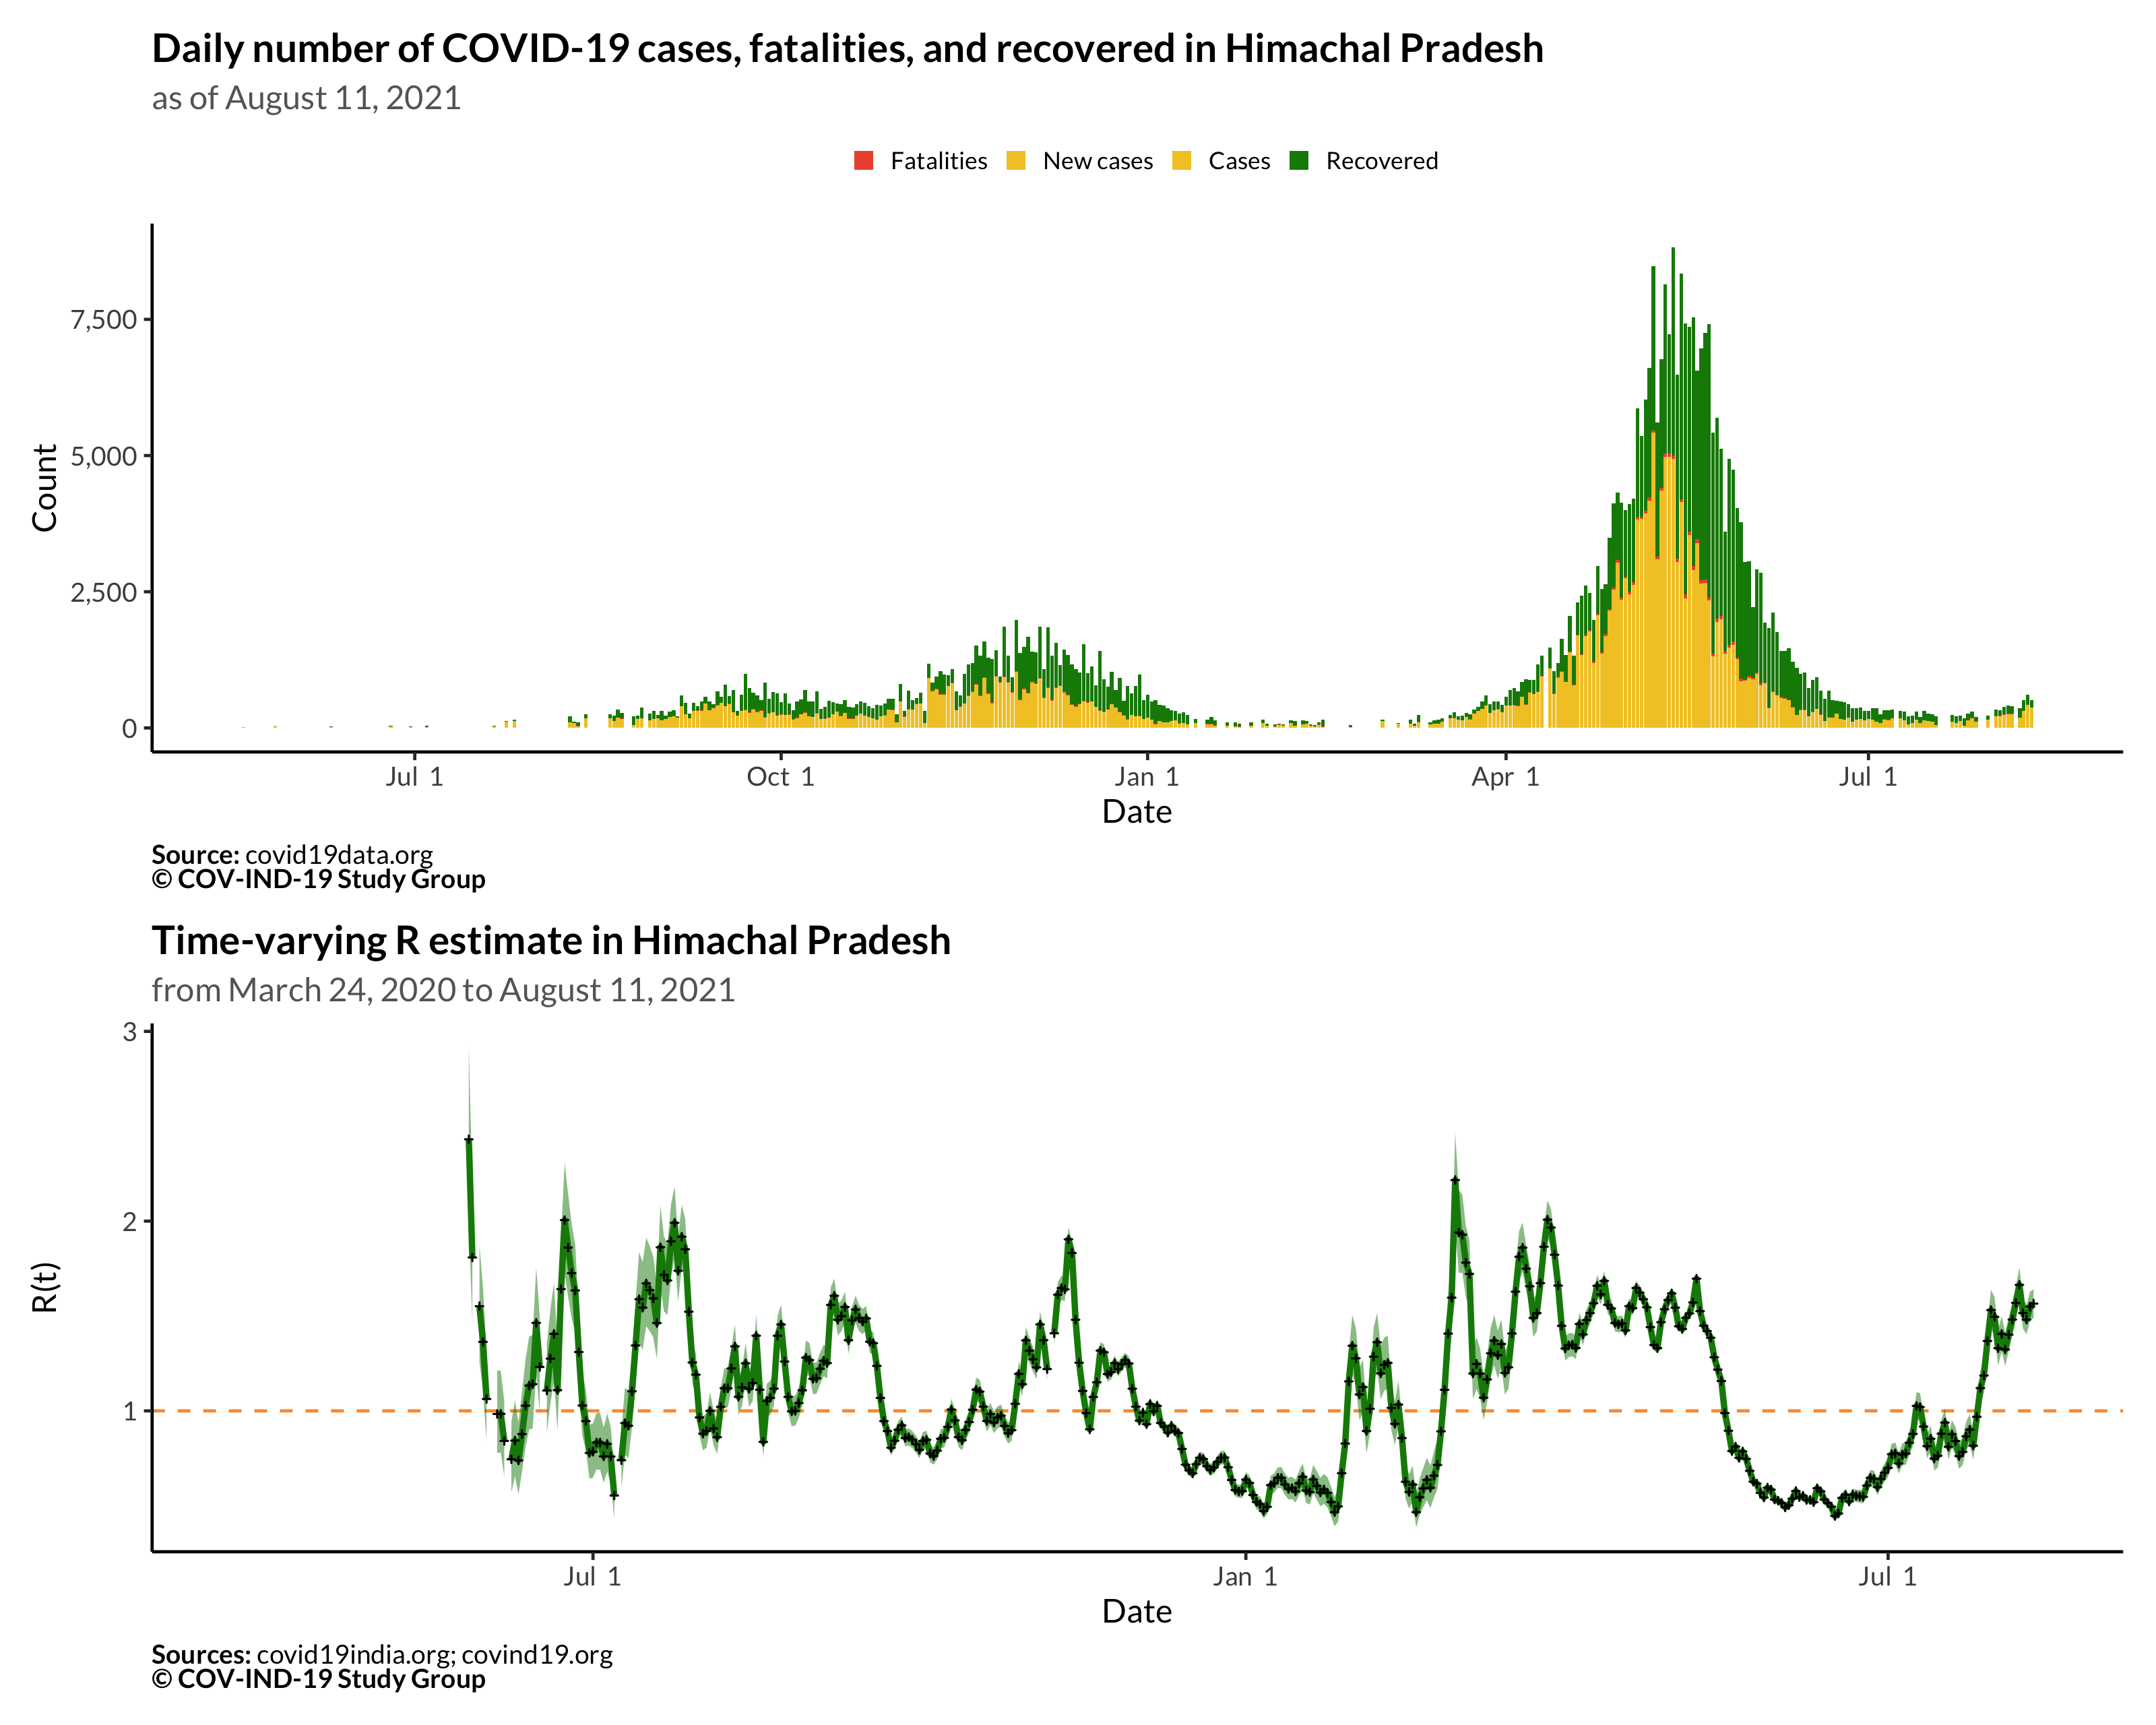 Daily number of COVID-19 cases, fatalities, and recovered in Himachal Pradesh
as of August 11, 2021
Fatalities New cases Cases Recovered
Count
7,500
5,000
2,500
0
Jul 1 Oct 1 Jan 1 Apr 1 Jul 1
Date
Source: covid19data.org
© COV-IND-19 Study Group
Time-varying R estimate in Himachal Pradesh
from March 24, 2020 to August 11, 2021
R(t)
3
2
1
Jul 1 Jan 1 Jul 1
Date
Sources: covid19india.org; covind19.org
© COV-IND-19 Study Group